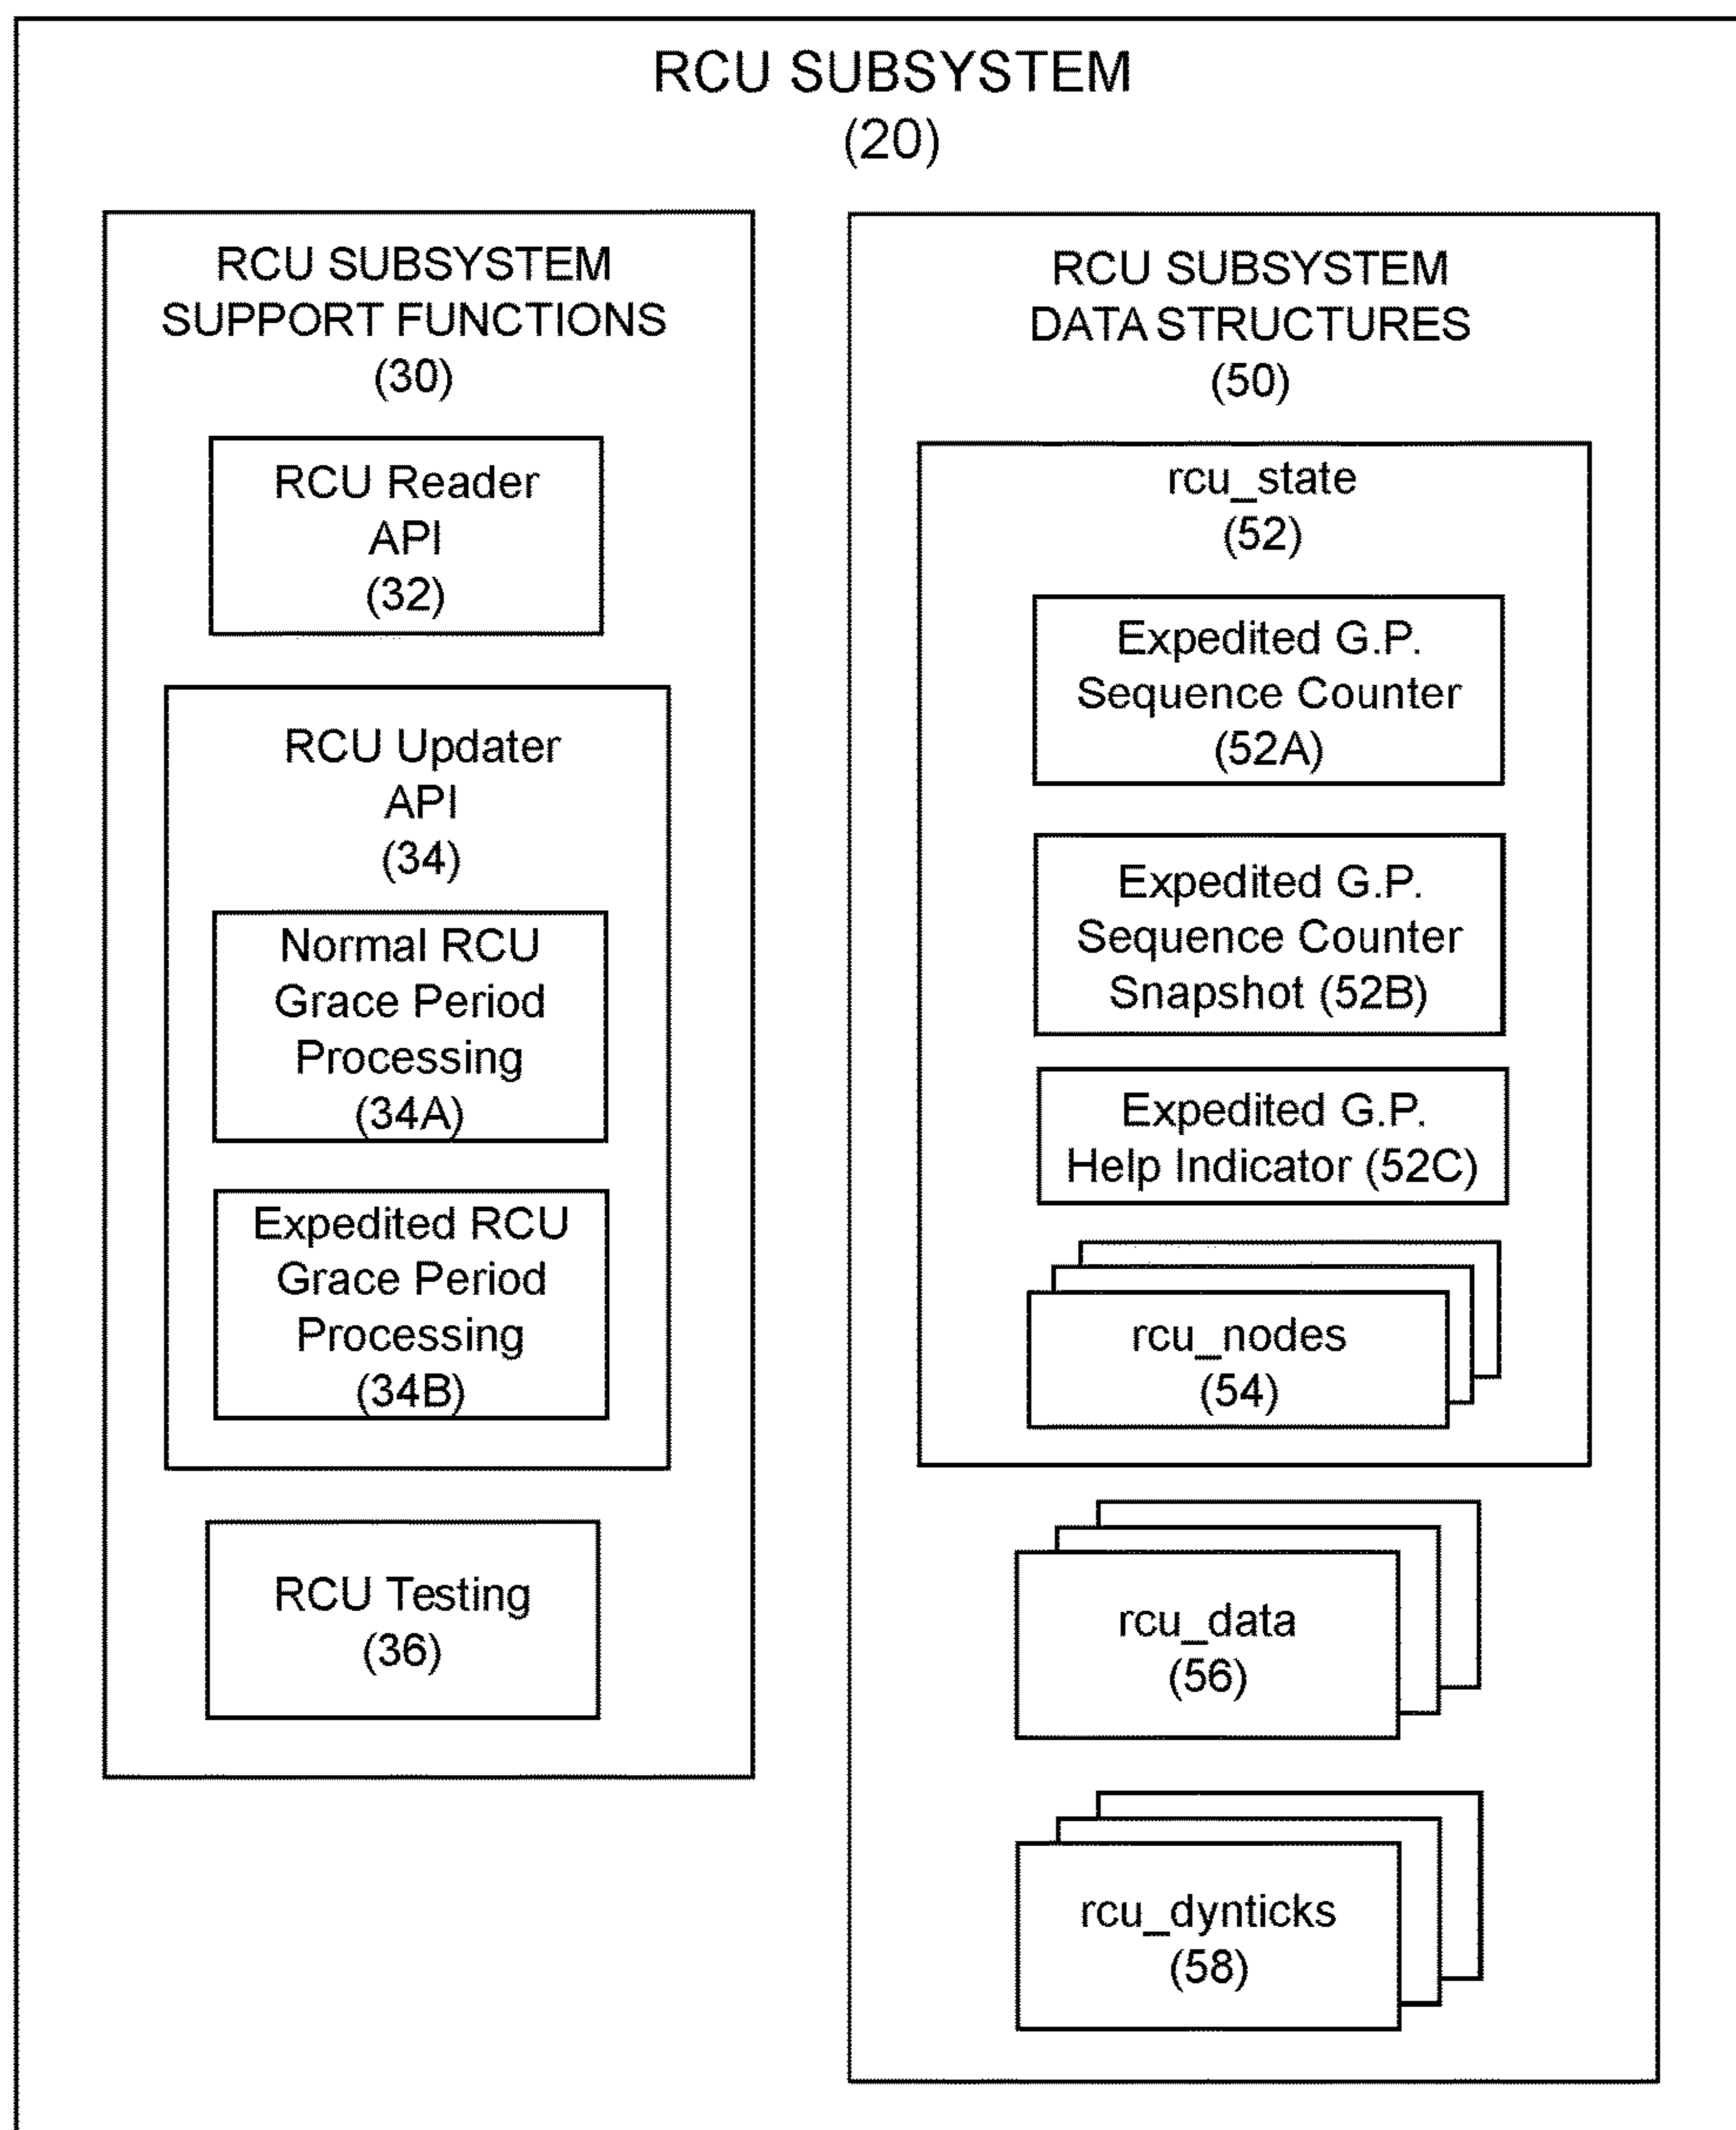 RCU SUBSYSTEM
(20)
RCU SUBSYSTEM
SUPPORT FUNCTIONS
(30)
RCU Reader
API
(32)
RCU Updater
API
(34)
Normal RCU
Grace Period
Processing
(34A)
Expedited RCU
Grace Period
Processing
(34B)
RCU Testing
(36)
RCU SUBSYSTEM
DATA STRUCTURES
(50)
rcu_state
(52)
Expedited G.P.
Sequence Counter
(52A)
Expedited G.P.
Sequence Counter
Snapshot (52B)
Expedited G.P.
Help Indicator (52C)
rcu_nodes
(54)
rcu_data
(56)
rcu_dynticks
(58)